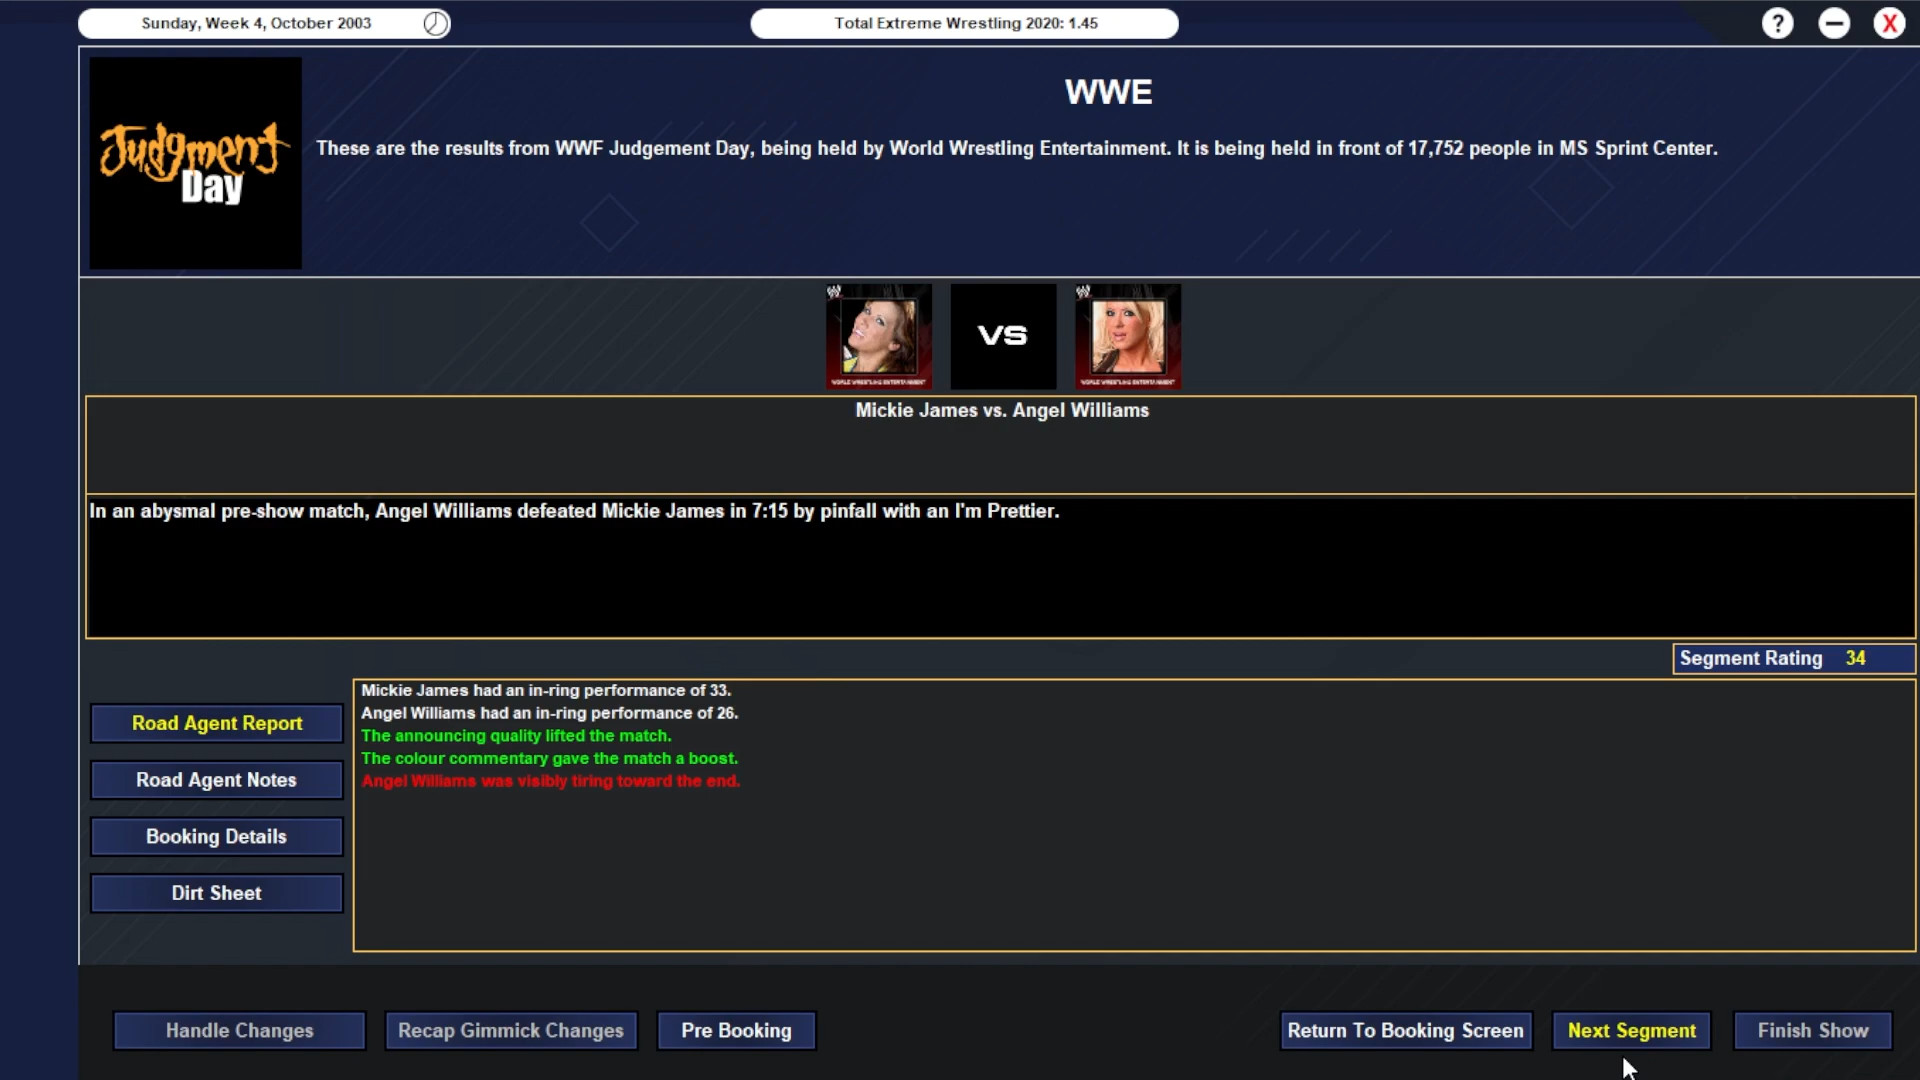 Sunday, Week 4, October 2003
Total Extreme Wrestling 2020: 1.45
?
X
Judgment
Day
WWE
These are the results from WWF Judgement Day, being held by World Wrestling Entertainment. It is being held in front of 17,752 people in MS Sprint Center.
WORLD WRESTLING ENTERTAINMENT
VS
WORLD WRESTLING ENTERTAINMENT
Mickie James vs. Angel Williams
In an abysmal pre-show match, Angel Williams defeated Mickie James in 7:15 by pinfall with an I'm Prettier.
Segment Rating 34
Road Agent Report
Road Agent Notes
Booking Details
Dirt Sheet
Mickie James had an in-ring performance of 33.
Angel Williams had an in-ring performance of 26.
The announcing quality lifted the match.
The colour commentary gave the match a boost.
Angel Williams was visibly tiring toward the end.
Handle Changes
Recap Gimmick Changes
Pre Booking
Return To Booking Screen
Next Segment
Finish Show